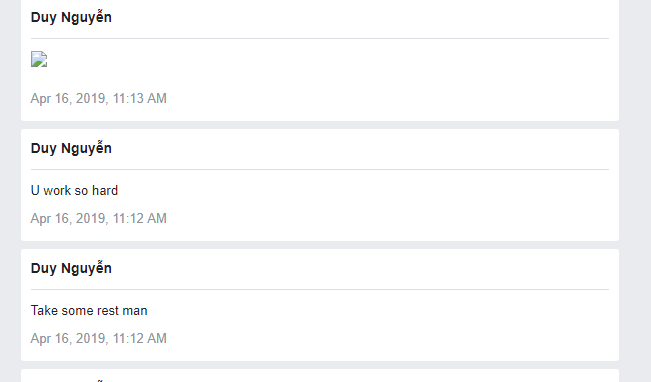 Duy Nguyễn
Apr 16, 2019, 11:13 AM
Duy Nguyễn
U work so hard
Apr 16, 2019, 11:12 AM
Duy Nguyễn
Take some rest man
Apr 16, 2019, 11:12 AM